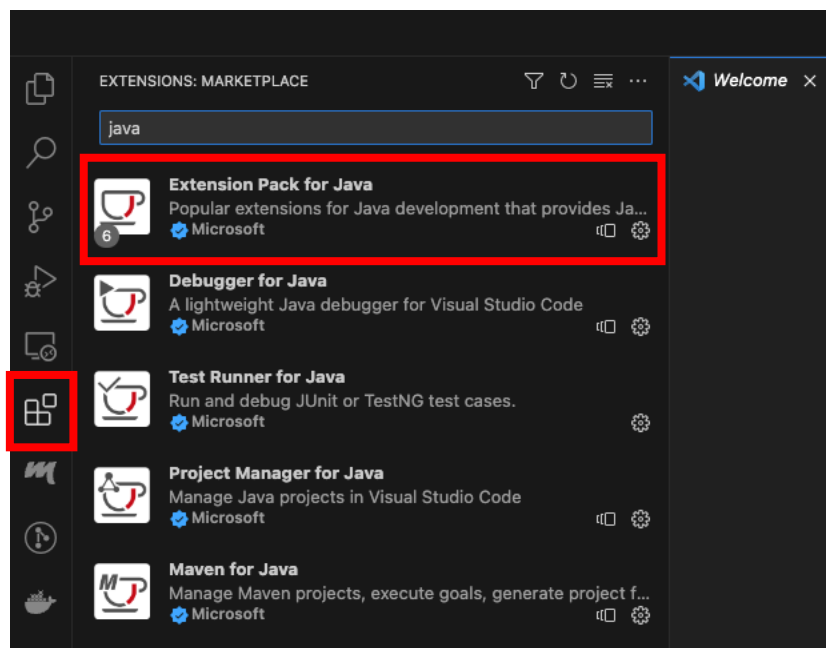 EXTENSIONS: MARKETPLACE
Welcome
java
Extension Pack for Java
Popular extensions for Java development that provides Ja...
6
Microsoft
Debugger for Java
A lightweight Java debugger for Visual Studio Code
Microsoft
Test Runner for Java
Run and debug JUnit or TestNG test cases.
Microsoft
Project Manager for Java
Manage Java projects in Visual Studio Code
Microsoft
Maven for Java
Manage Maven projects, execute goals, generate project f...
Microsoft